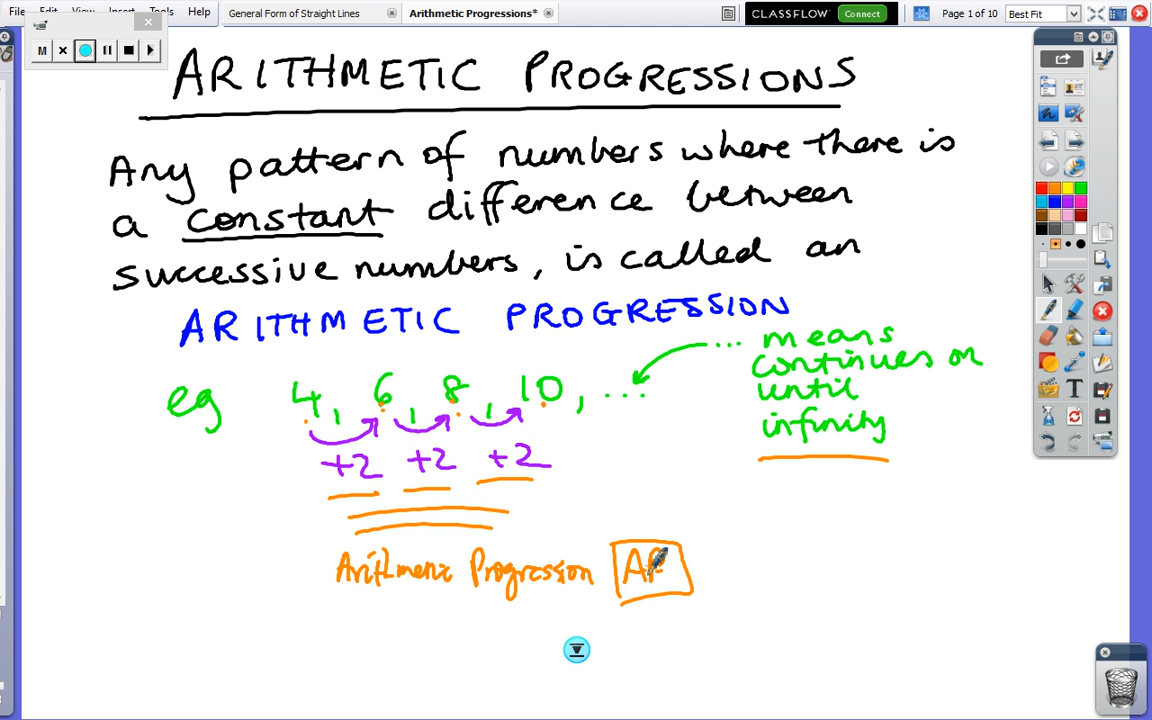 File Edit View Insert Tools Help
General Form of Straight Lines
Arithmetic Progressions*
CLASSFLOW Connect
Page 1 of 10
Best Fit
M
ARITHMETIC PROGRESSIONS
Any pattern of numbers where there is
a constant difference between
successive numbers, is called an
ARITHMETIC PROGRESSION
eg 4, 6, 8, 10, ...
... means
continues on
until
infinity
+2 +2 +2
Arithmetic Progression AP
T